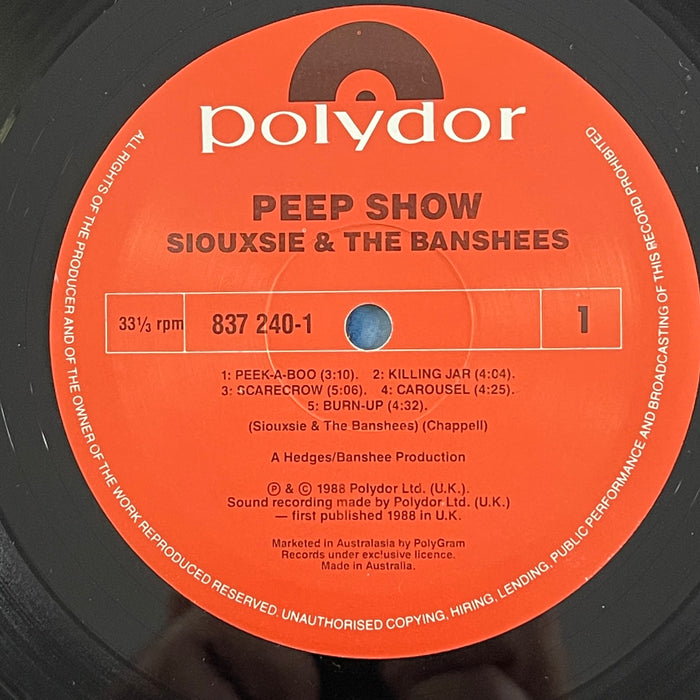 polydor
PEEP SHOW
SIOUXSIE & THE BANSHEES
33⅓ rpm
837 240-1
1
1: PEEK-A-BOO (3:10). 2: KILLING JAR (4:04).
3: SCARECROW (5:06). 4: CAROUSEL (4:25).
5: BURN-UP (4:32).
(Siouxsie & The Banshees) (Chappell)
A Hedges/Banshee Production
Ⓟ & © 1988 Polydor Ltd. (U.K.).
Sound recording made by Polydor Ltd. (U.K.)
— first published 1988 in U.K.
Marketed in Australasia by PolyGram
Records under exclusive licence.
Made in Australia.
ALL RIGHTS OF THE PRODUCER AND OF THE OWNER OF THE WORK REPRODUCED RESERVED. UNAUTHORISED COPYING, HIRING, LENDING, PUBLIC PERFORMANCE AND BROADCASTING OF THIS RECORD PROHIBITED